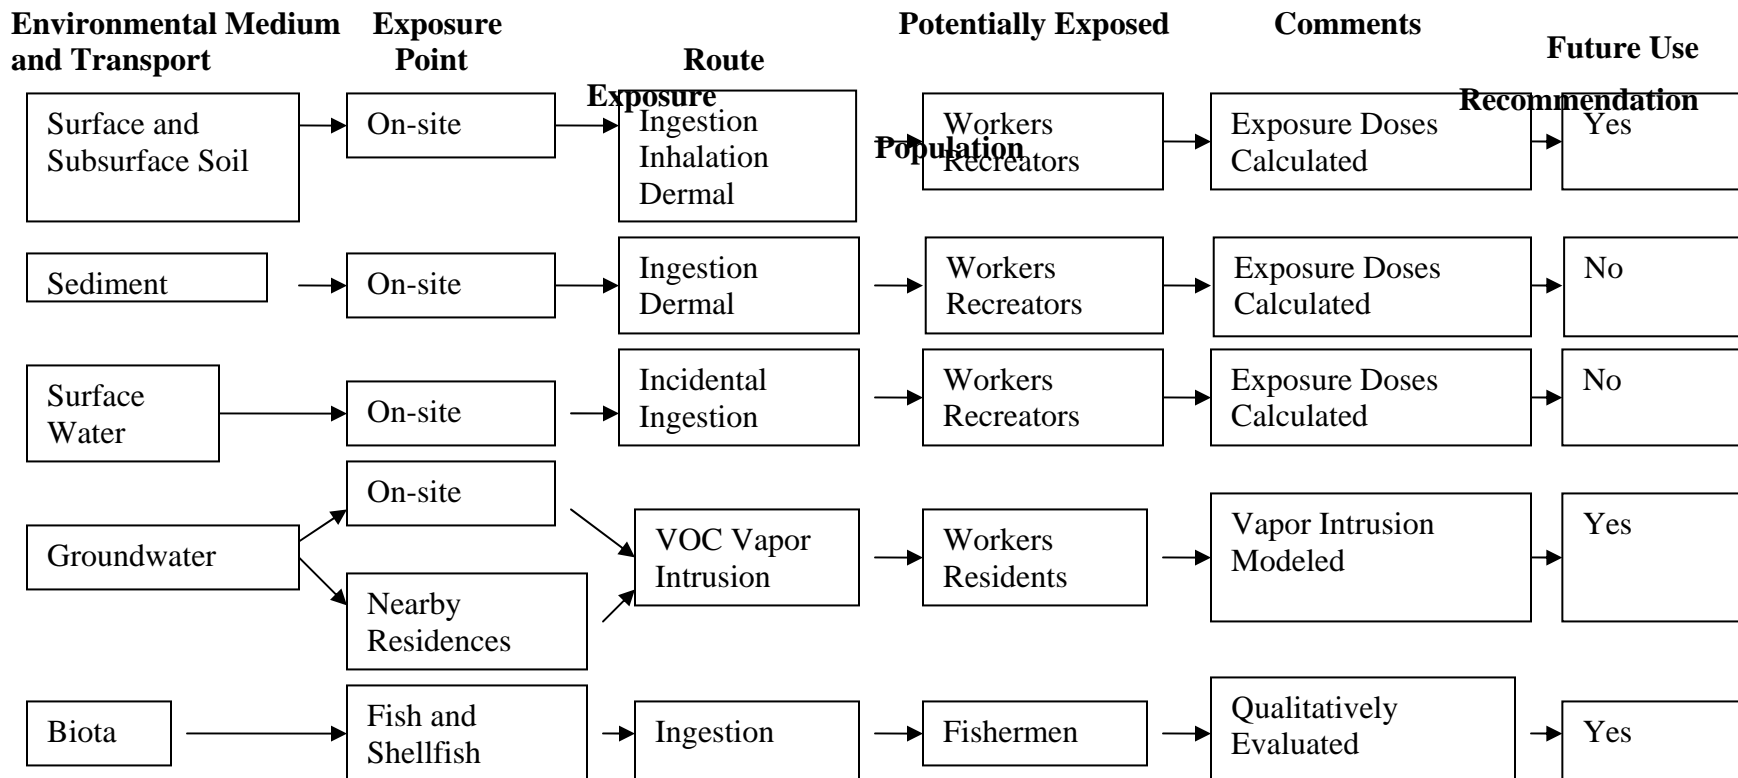 Environmental Medium
and Transport
Exposure
Point
Exposure
Route
Potentially Exposed
Population
Comments
Future Use
Recommendation
Surface and
Subsurface Soil
On-site
Ingestion
Inhalation
Dermal
Workers
Recreators
Exposure Doses
Calculated
Yes
Sediment
On-site
Ingestion
Dermal
Workers
Recreators
Exposure Doses
Calculated
No
Surface
Water
On-site
Incidental
Ingestion
Workers
Recreators
Exposure Doses
Calculated
No
Groundwater
On-site
Nearby
Residences
VOC Vapor
Intrusion
Workers
Residents
Vapor Intrusion
Modeled
Yes
Biota
Fish and
Shellfish
Ingestion
Fishermen
Qualitatively
Evaluated
Yes